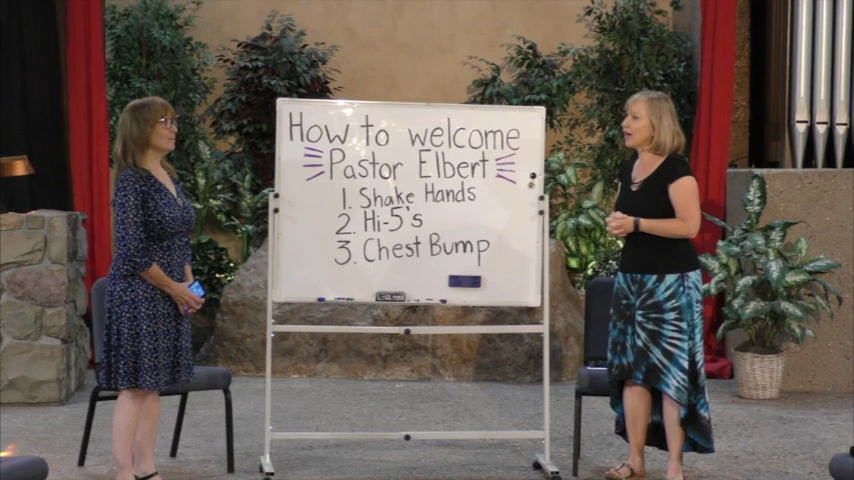 How to welcome
Pastor Elbert
1. Shake Hands
2. Hi-5's
3. Chest Bump